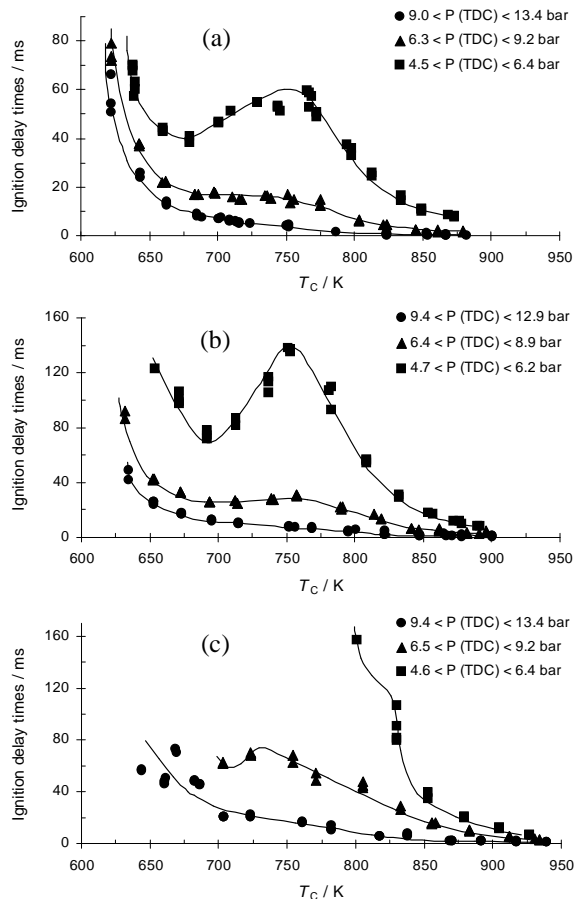 (a)
9.0 < P (TDC) < 13.4 bar
6.3 < P (TDC) < 9.2 bar
4.5 < P (TDC) < 6.4 bar
Ignition delay times / ms
80
60
40
20
0
600 650 700 750 800 850 900 950
TC / K
(b)
9.4 < P (TDC) < 12.9 bar
6.4 < P (TDC) < 8.9 bar
4.7 < P (TDC) < 6.2 bar
Ignition delay times / ms
160
120
80
40
0
600 650 700 750 800 850 900 950
TC / K
(c)
9.4 < P (TDC) < 13.4 bar
6.5 < P (TDC) < 9.2 bar
4.6 < P (TDC) < 6.4 bar
Ignition delay times / ms
160
120
80
40
0
600 650 700 750 800 850 900 950
TC / K